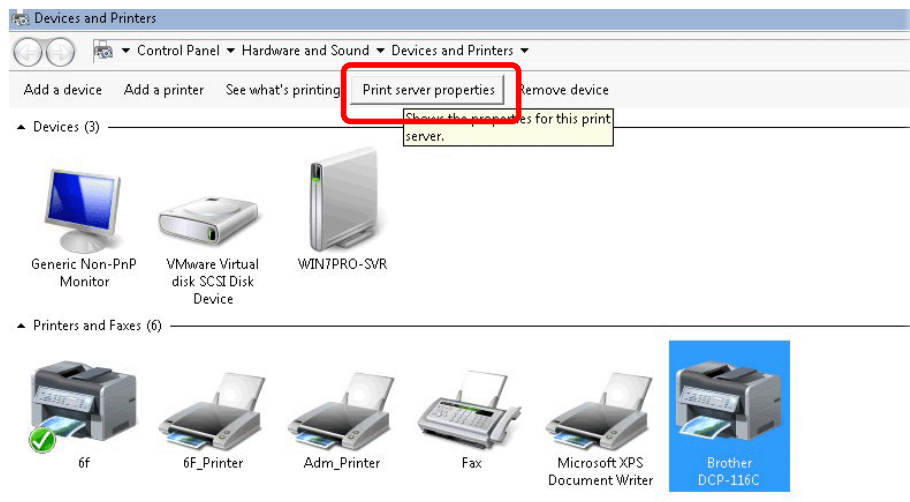 Devices and Printers
Control Panel Hardware and Sound Devices and Printers
Add a device Add a printer See what's printing Print server properties Remove device
Shows the properties for this print
server.
Devices (3)
Generic Non-PnP
Monitor
VMware Virtual
disk SCSI Disk
Device
WIN7PRO-SVR
Printers and Faxes (6)
6f
6F_Printer
Adm_Printer
Fax
Microsoft XPS
Document Writer
Brother
DCP-116C